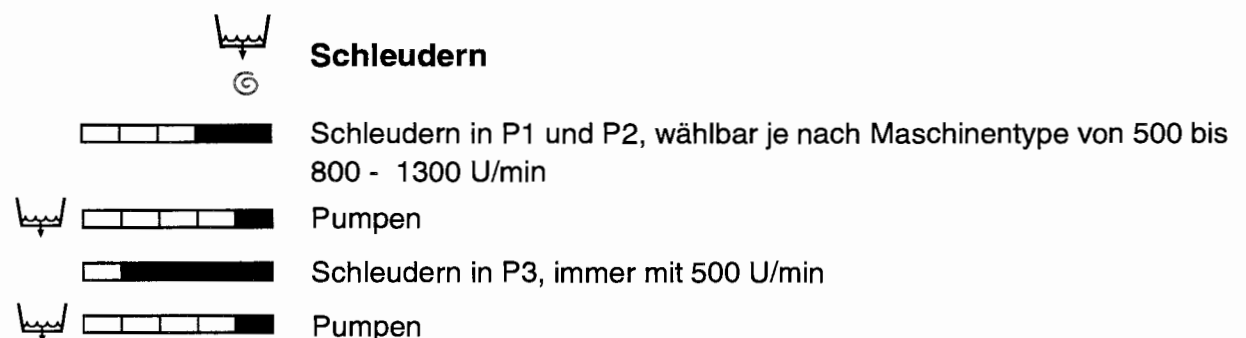 Schleudern
Schleudern in P1 und P2, wählbar je nach Maschinentype von 500 bis
800 - 1300 U/min
Pumpen
Schleudern in P3, immer mit 500 U/min
Pumpen